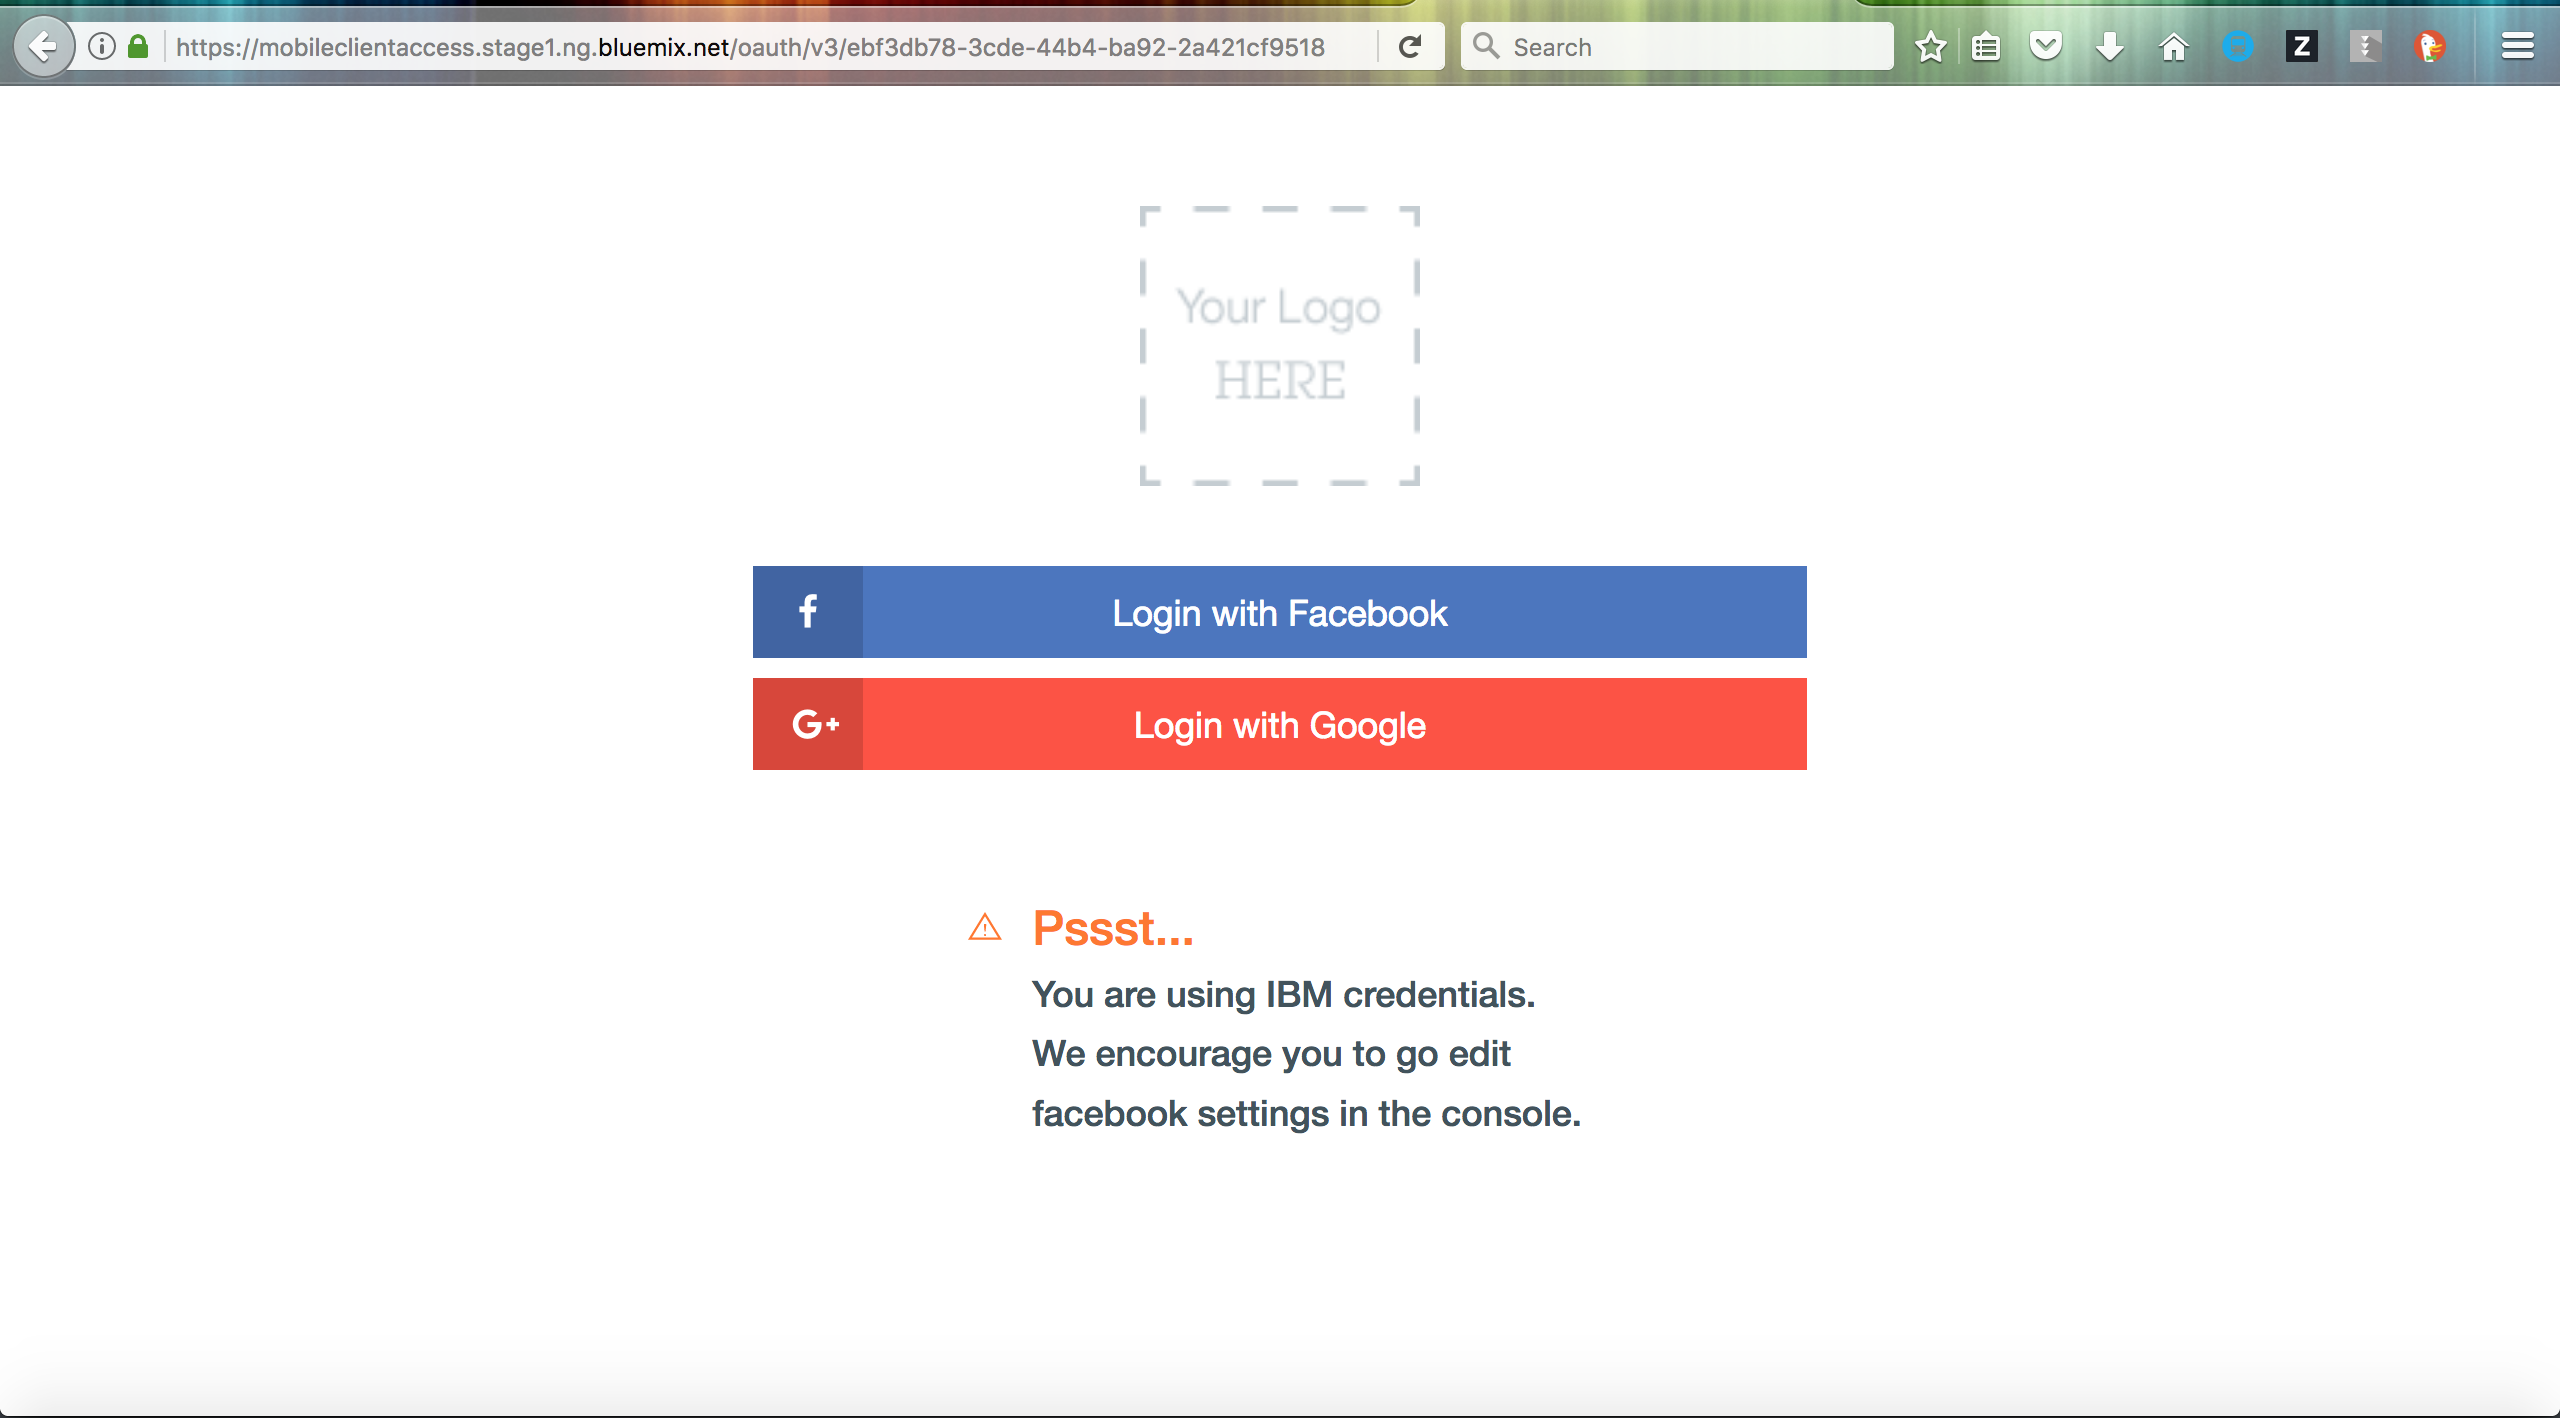 https://mobileclientaccess.stage1.ng.bluemix.net/oauth/v3/ebf3db78-3cde-44b4-ba92-2a421cf9518
Search
Z
Your Logo
HERE
f
Login with Facebook
G+
Login with Google
Pssst...
You are using IBM credentials.
We encourage you to go edit
facebook settings in the console.